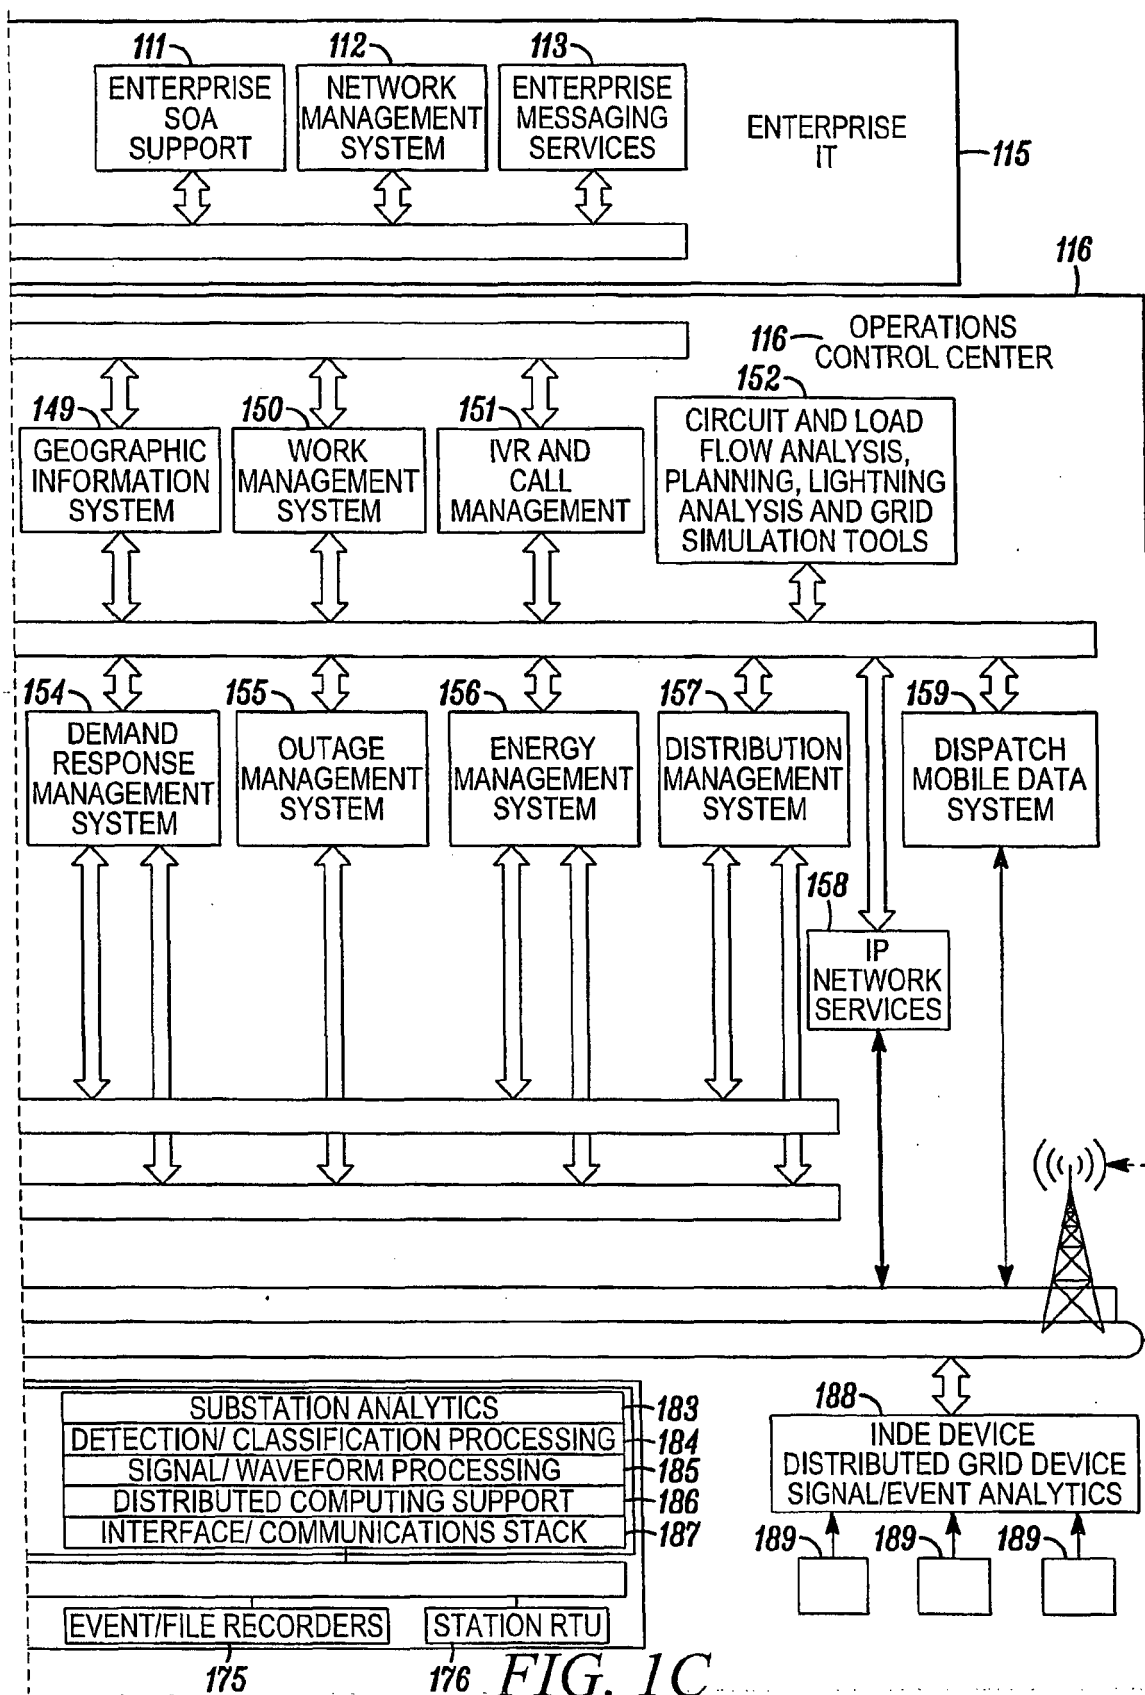 111
ENTERPRISE
SOA
SUPPORT
112
NETWORK
MANAGEMENT
SYSTEM
113
ENTERPRISE
MESSAGING
SERVICES
ENTERPRISE
IT
115
116
OPERATIONS
116 CONTROL CENTER
149
GEOGRAPHIC
INFORMATION
SYSTEM
150
WORK
MANAGEMENT
SYSTEM
151
IVR AND
CALL
MANAGEMENT
152
CIRCUIT AND LOAD
FLOW ANALYSIS,
PLANNING, LIGHTNING
ANALYSIS AND GRID
SIMULATION TOOLS
154
DEMAND
RESPONSE
MANAGEMENT
SYSTEM
155
OUTAGE
MANAGEMENT
SYSTEM
156
ENERGY
MANAGEMENT
SYSTEM
157
DISTRIBUTION
MANAGEMENT
SYSTEM
159
DISPATCH
MOBILE DATA
SYSTEM
158
IP
NETWORK
SERVICES
SUBSTATION ANALYTICS 183
DETECTION/ CLASSIFICATION PROCESSING 184
SIGNAL/ WAVEFORM PROCESSING 185
DISTRIBUTED COMPUTING SUPPORT 186
INTERFACE/ COMMUNICATIONS STACK 187
188
INDE DEVICE
DISTRIBUTED GRID DEVICE
SIGNAL/EVENT ANALYTICS
189 189 189
EVENT/FILE RECORDERS
175
STATION RTU
176
FIG. 1C